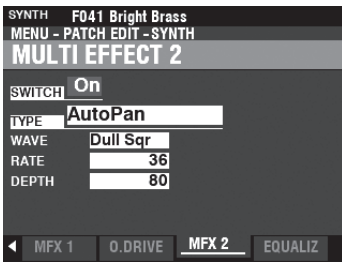 SYNTH F041 Bright Brass
MENU - PATCH EDIT - SYNTH
MULTI EFFECT 2
SWITCH On
TYPE AutoPan
WAVE Dull Sqr
RATE 36
DEPTH 80
MFX 1 O.DRIVE MFX 2 EQUALIZ